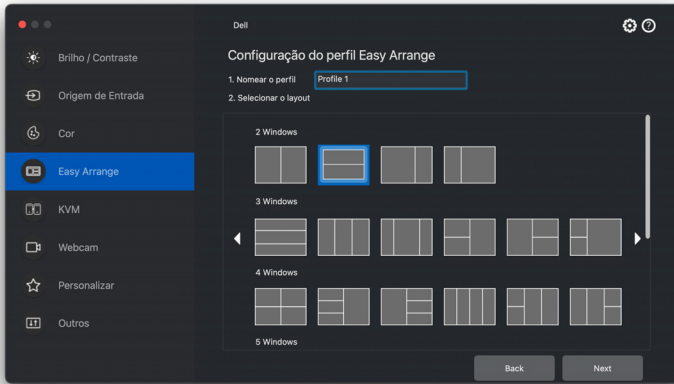 Dell
Configuração do perfil Easy Arrange
1. Nomear o perfil Profile 1
2. Selecionar o layout
Brilho / Contraste
Origem de Entrada
Cor
Easy Arrange
KVM
Webcam
Personalizar
Outros
2 Windows
3 Windows
4 Windows
5 Windows
Back Next